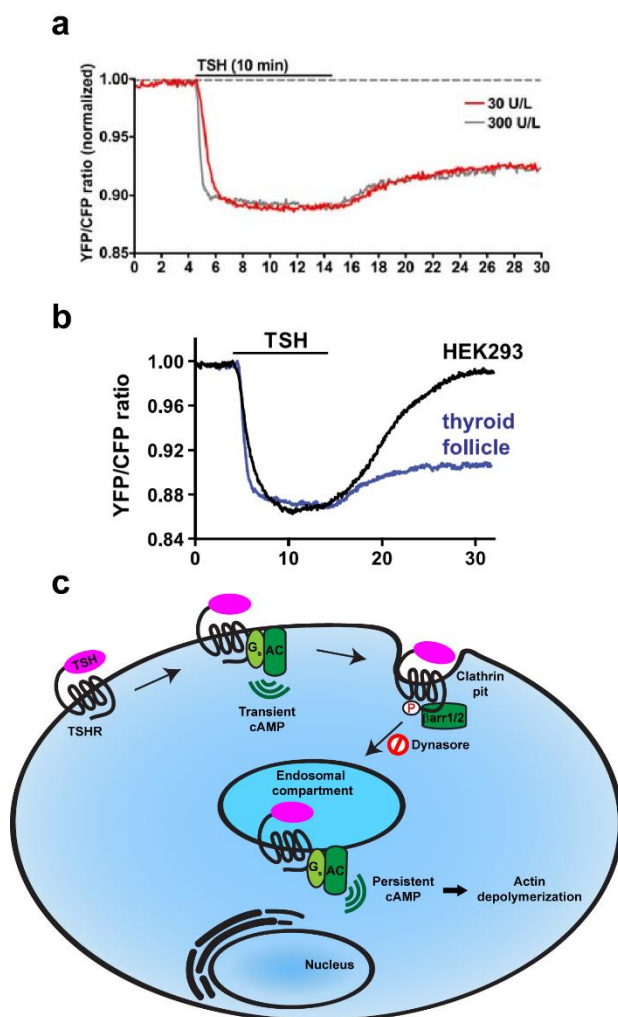 a
TSH (10 min)
YFP/CFP ratio (normalized)
1.00
0.95
0.90
0.85
30 U/L
300 U/L
0 2 4 6 8 10 12 14 16 18 20 22 24 26 28 30
b
TSH
HEK293
thyroid
follicle
YFP/CFP ratio
1.00
0.96
0.92
0.88
0.84
0 10 20 30
c
TSH
TSHR
Gs AC
Transient
cAMP
Clathrin
pit
P
βarr1/2
Dynasore
Endosomal
compartment
Gs AC
Persistent
cAMP
Actin
depolymerization
Nucleus